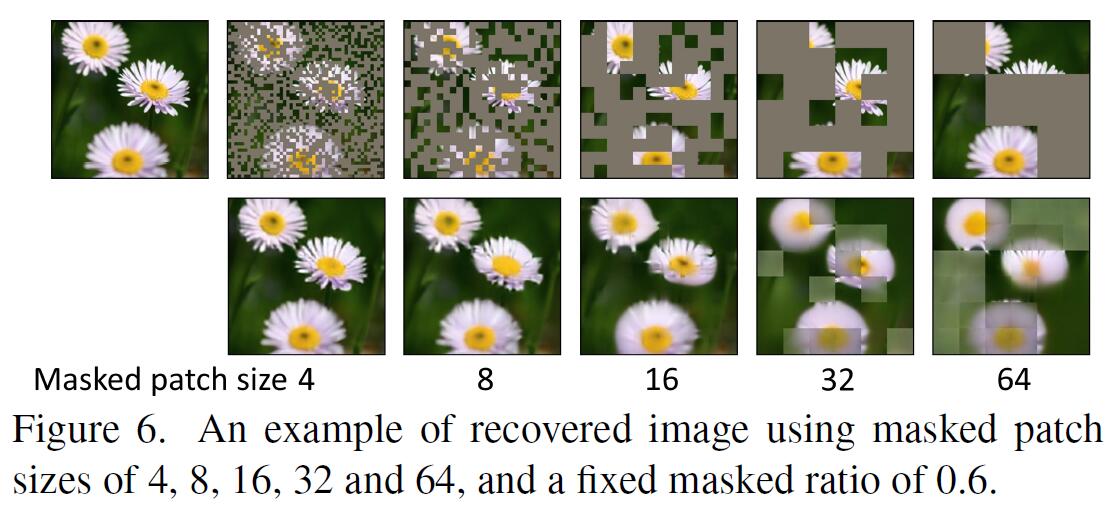 Masked patch size 4 8 16 32 64
Figure 6. An example of recovered image using masked patch
sizes of 4, 8, 16, 32 and 64, and a fixed masked ratio of 0.6.